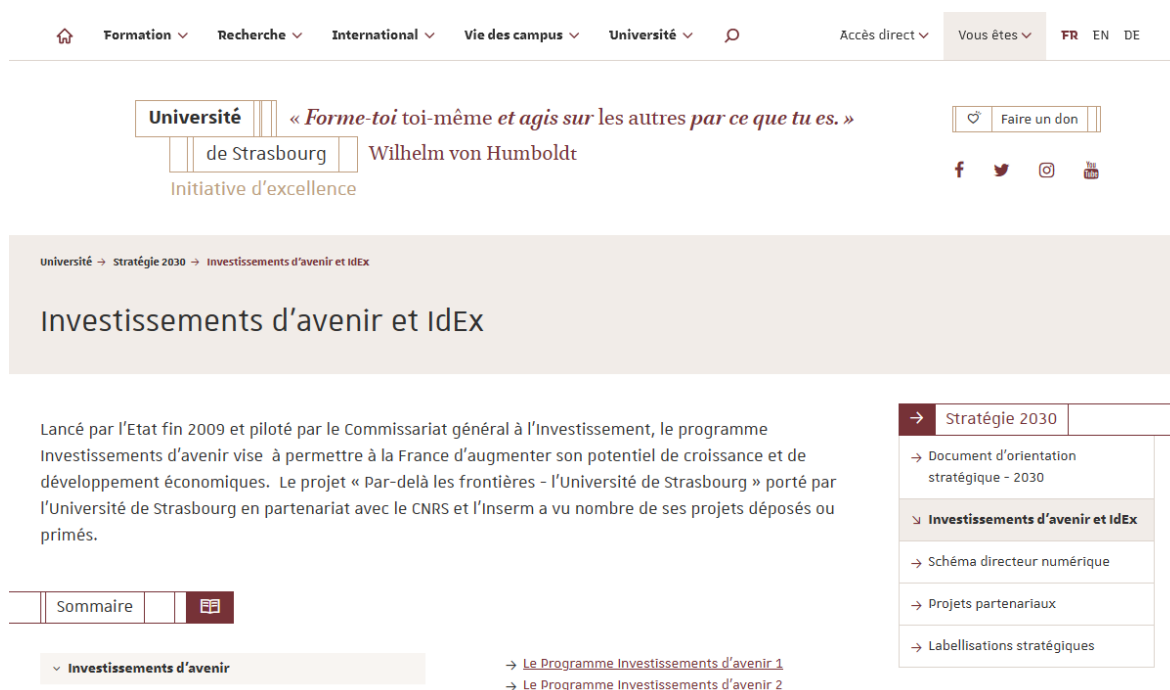 Formation Recherche International Vie des campus Université Accès direct Vous êtes FR EN DE
Université « Forme-toi toi-même et agis sur les autres par ce que tu es. »
de Strasbourg Wilhelm von Humboldt
Initiative d'excellence
Faire un don
You
Tube
Université → Stratégie 2030 → Investissements d'avenir et IdEx
Investissements d'avenir et IdEx
Lancé par l'Etat fin 2009 et piloté par le Commissariat général à l'Investissement, le programme
Investissements d'avenir vise à permettre à la France d'augmenter son potentiel de croissance et de
développement économiques. Le projet « Par-delà les frontières - l'Université de Strasbourg » porté par
l'Université de Strasbourg en partenariat avec le CNRS et l'Inserm a vu nombre de ses projets déposés ou
primés.
Sommaire
Investissements d'avenir
→ Le Programme Investissements d'avenir 1
→ Le Programme Investissements d'avenir 2
→ Stratégie 2030
→ Document d'orientation
stratégique - 2030
↘ Investissements d'avenir et IdEx
→ Schéma directeur numérique
→ Projets partenariaux
→ Labellisations stratégiques